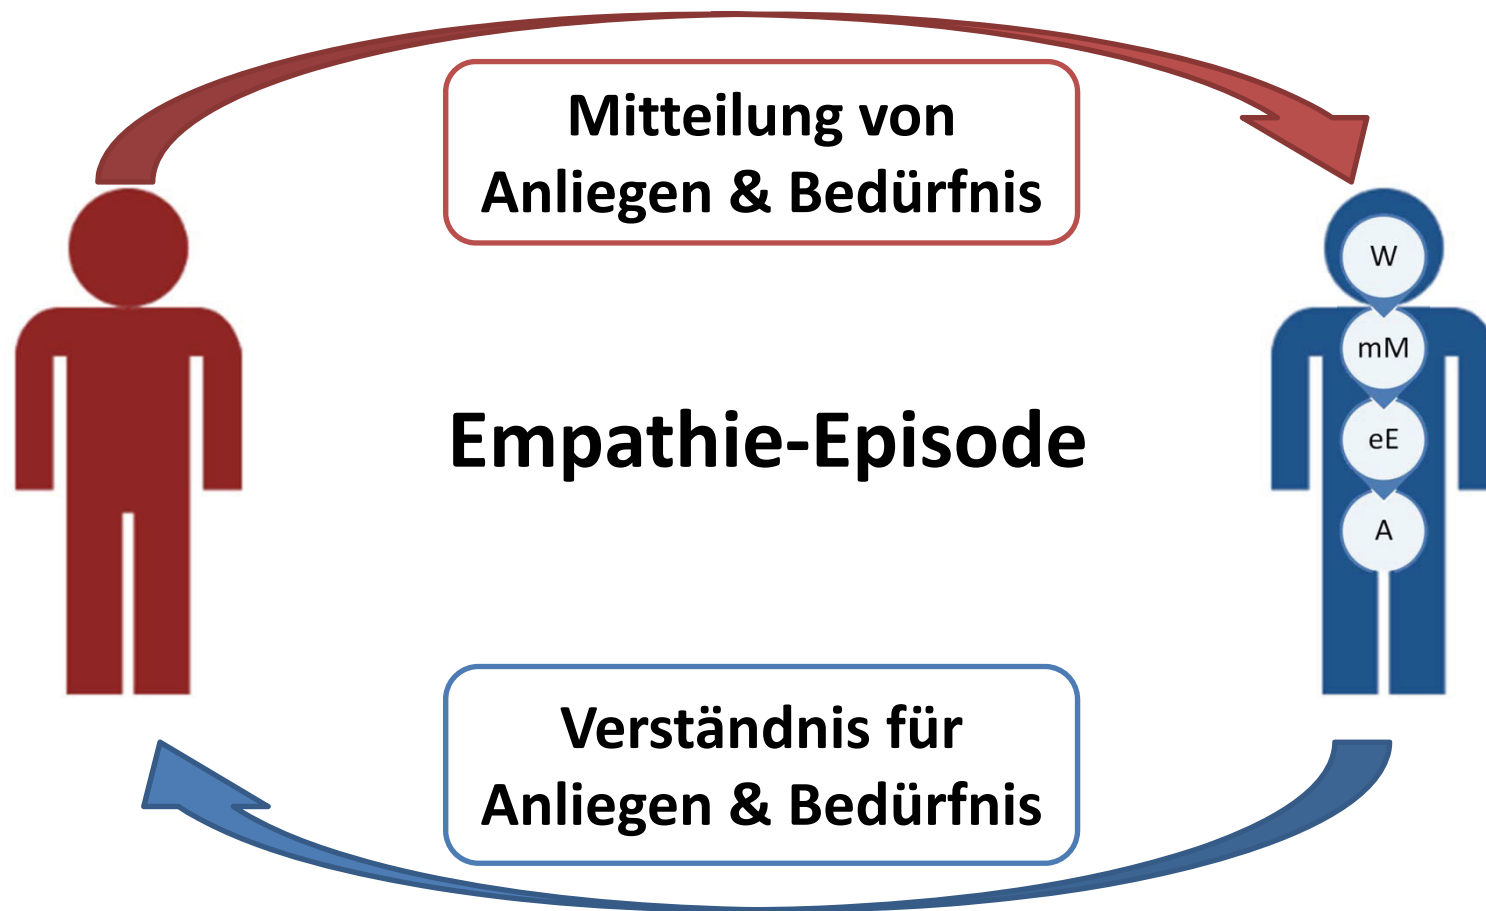 Mitteilung von
Anliegen & Bedürfnis
W
mM
eE
A
Empathie-Episode
Verständnis für
Anliegen & Bedürfnis